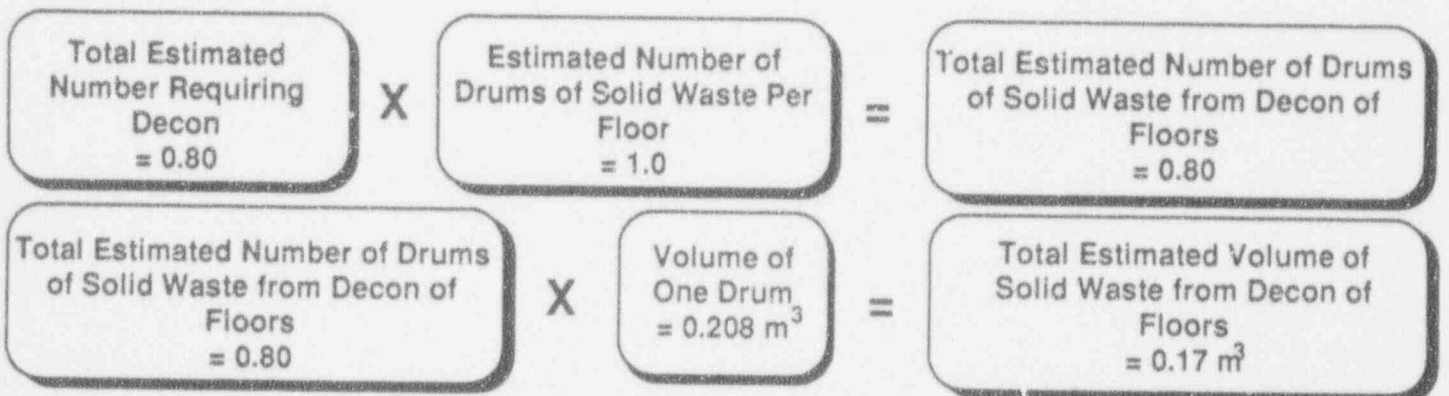 Total Estimated
Number Requiring
Decon
= 0.80
X
Estimated Number of
Drums of Solid Waste Per
Floor
= 1.0
=
Total Estimated Number of Drums
of Solid Waste from Decon of
Floors
= 0.80
Total Estimated Number of Drums
of Solid Waste from Decon of
Floors
= 0.80
X
Volume of
One Drum
= 0.208 m³
=
Total Estimated Volume of
Solid Waste from Decon of
Floors
= 0.17 m³